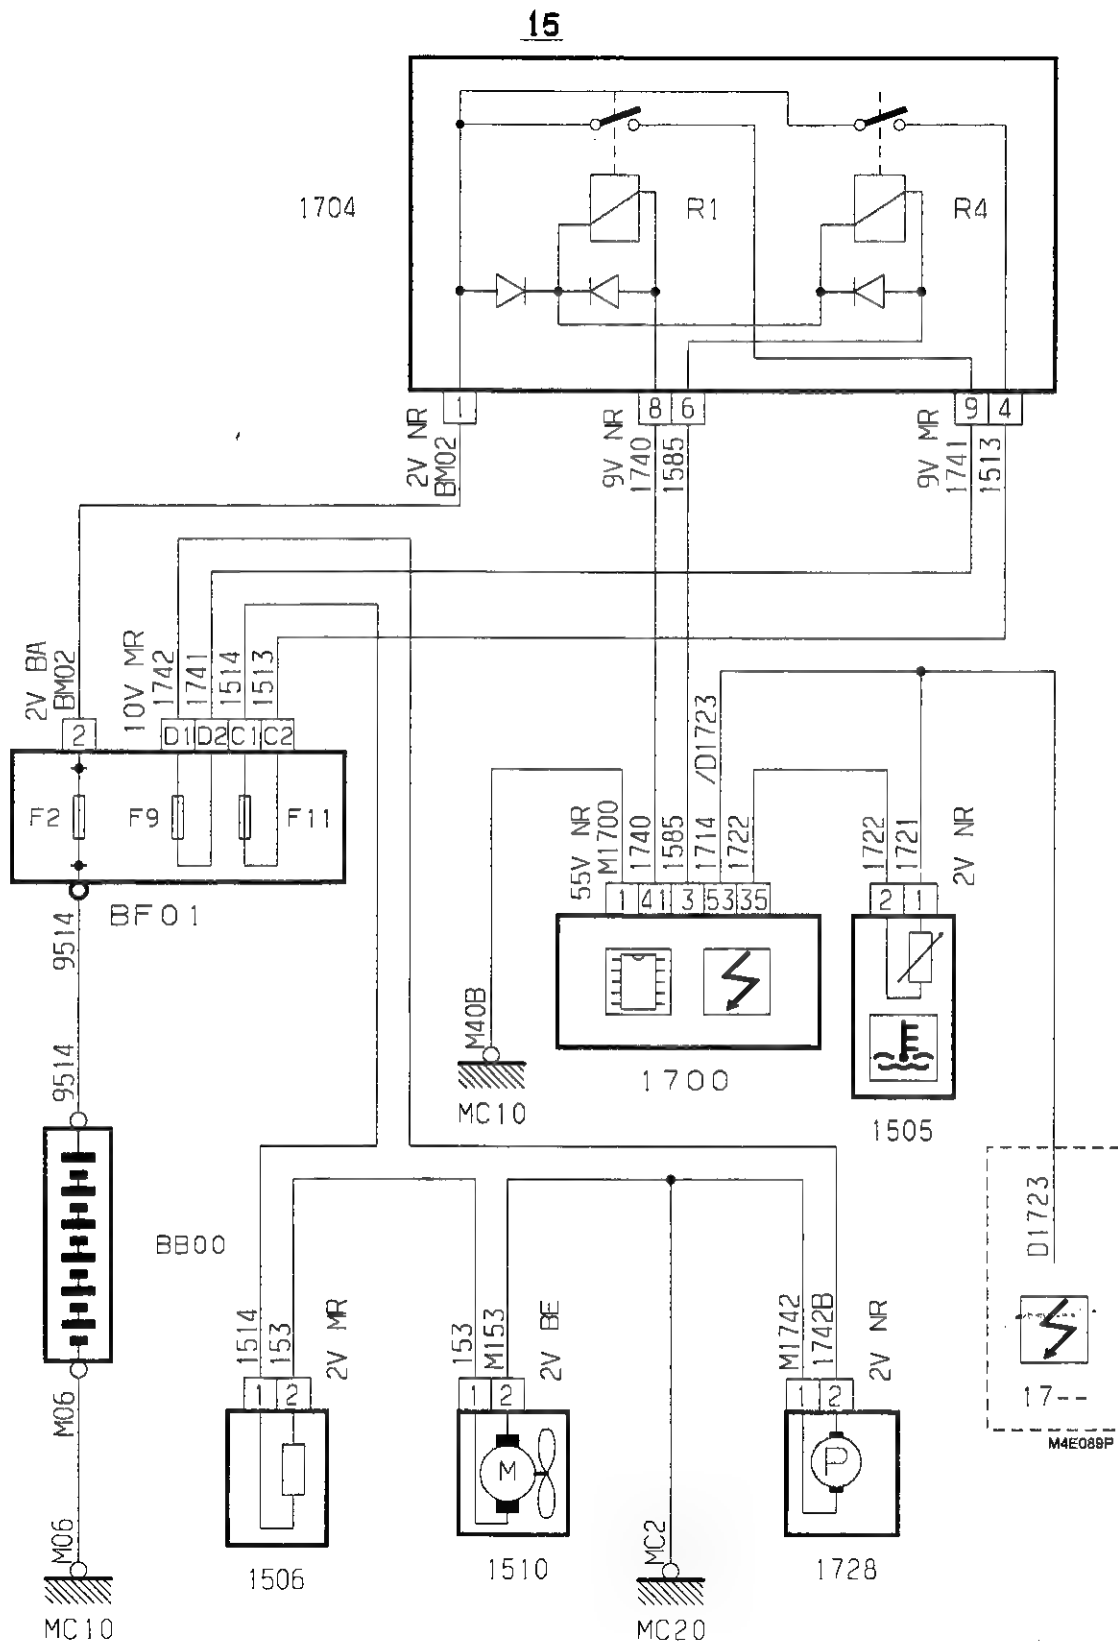 15
1704
R1
R4
1
8
6
9
4
2V NR
BM02
9V NR
1740
1585
9V MR
1741
1513
2V BA
BM02
10V MR
1742
1741
1514
1513
2
D1
D2
C1
C2
F2
F9
F11
BF01
/D1723
55V NR
M1700
1740
1585
1714
1722
1722
1721
2V NR
1
41
3
53
35
2
1
9514
9514
M40B
MC10
1700
1505
D1723
BB00
1514
153
2V MR
153
M153
2V BE
M1742
1742B
2V NR
1
2
1
2
1
2
M
P
17--
M4E089P
M06
M06
MC2
1506
1510
1728
MC10
MC20